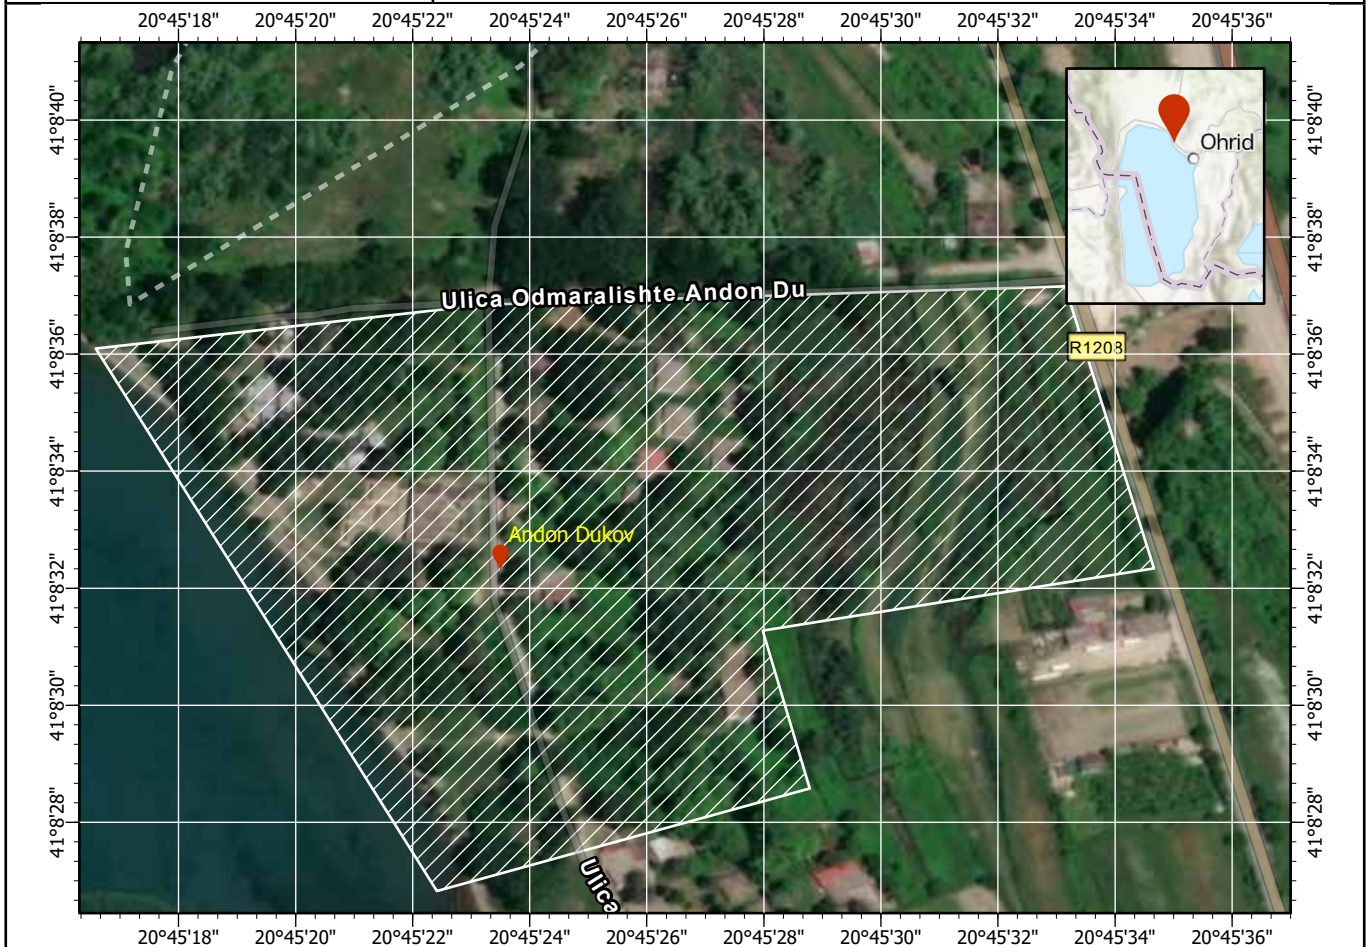 20°45'18" 20°45'20" 20°45'22" 20°45'24" 20°45'26" 20°45'28" 20°45'30" 20°45'32" 20°45'34" 20°45'36"
41°8'40" 41°8'40"
Ohrid
41°8'38" 41°8'38"
Ulica Odmaralishte Andon Du
41°8'36" R1208 41°8'36"
41°8'34" 41°8'34"
Andon Dukov
41°8'32" 41°8'32"
41°8'30" 41°8'30"
41°8'28" 41°8'28"
Ulica
20°45'18" 20°45'20" 20°45'22" 20°45'24" 20°45'26" 20°45'28" 20°45'30" 20°45'32" 20°45'34" 20°45'36"